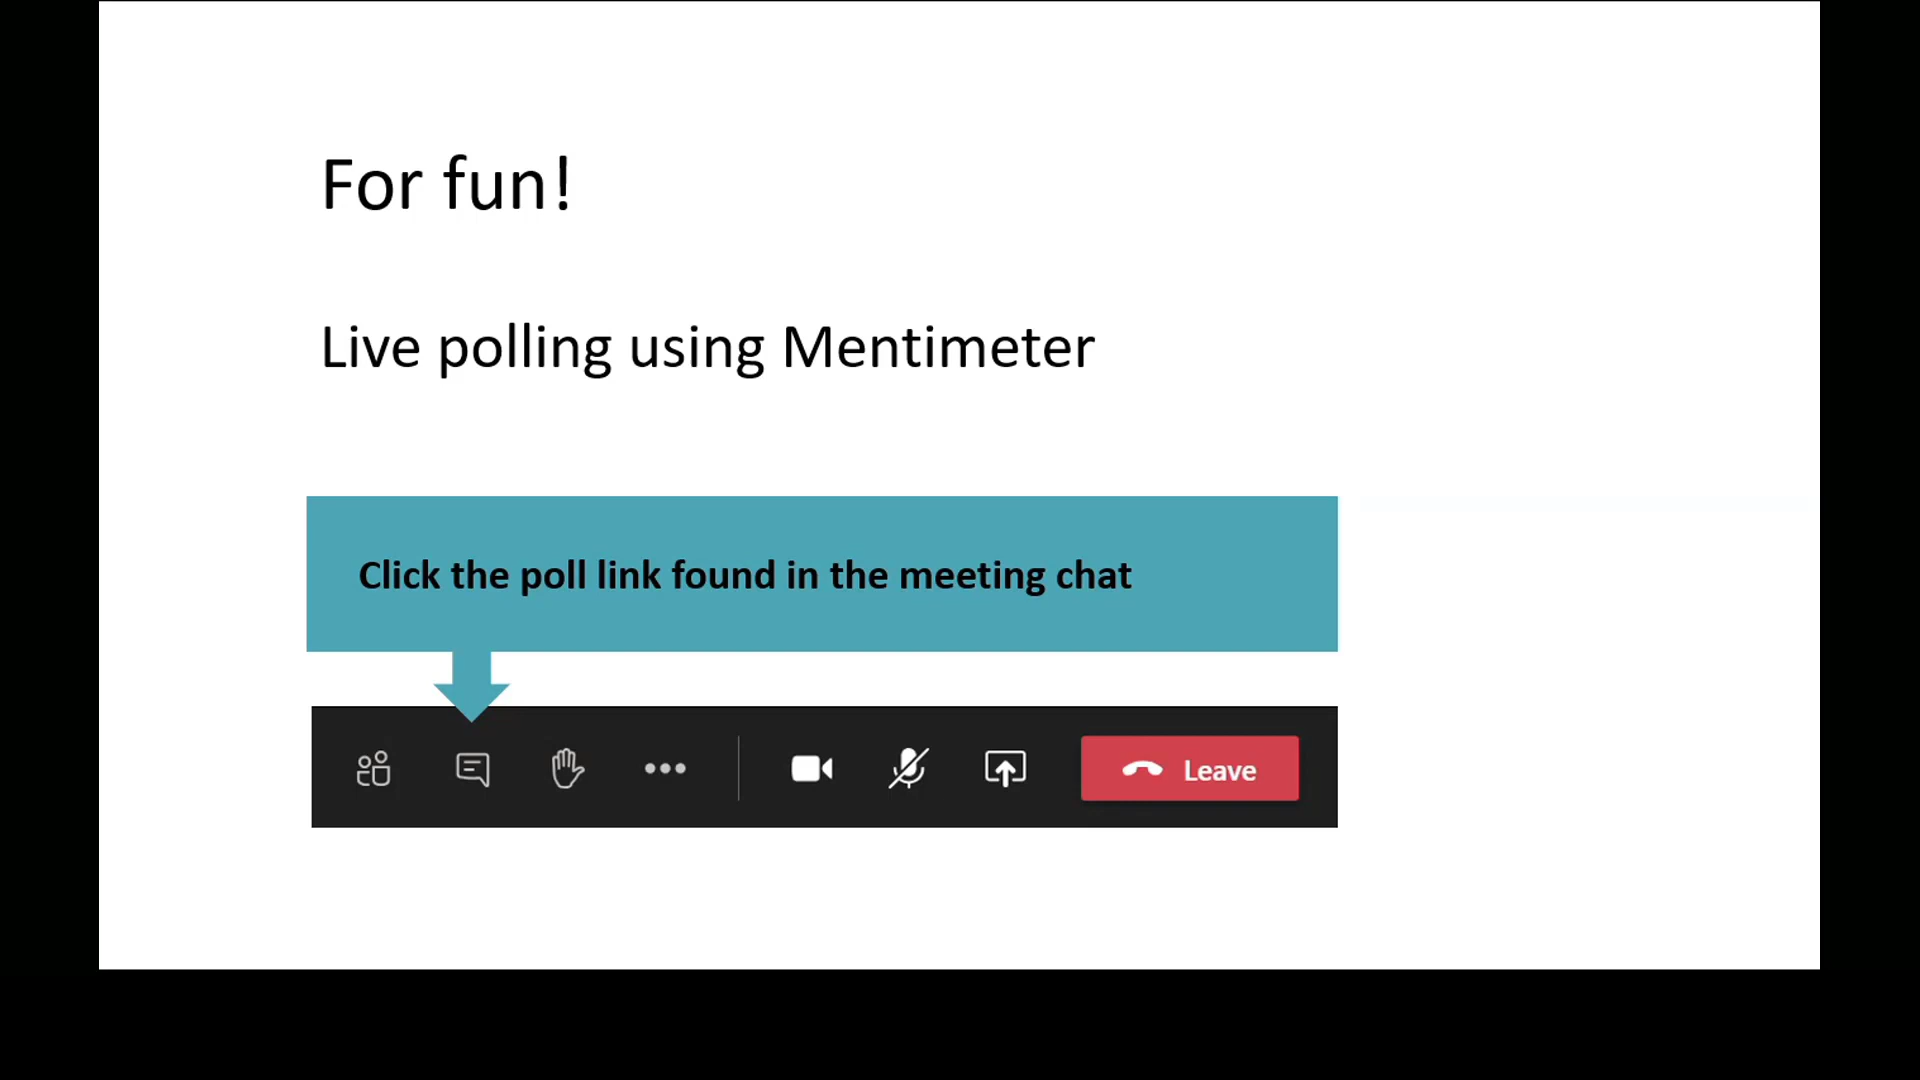 For fun!
Live polling using Mentimeter
Click the poll link found in the meeting chat
Leave